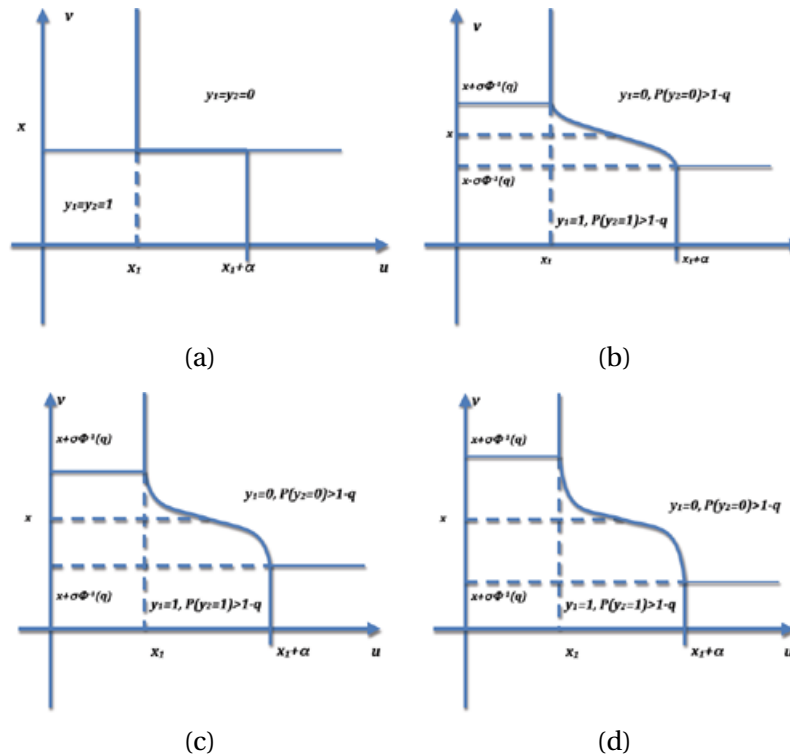 v
y₁=y₂=0
x
y₁=y₂=1
x₁
x₁+α
u
(a)
v
x+σΦ⁻¹(q)
y₁=0, P(y₂=0)>1-q
x
x-σΦ⁻¹(q)
y₁=1, P(y₂=1)>1-q
x₁
x₁+α
(b)
v
x+σΦ⁻¹(q)
y₁=0, P(y₂=0)>1-q
x
x+σΦ⁻¹(q)
y₁=1, P(y₂=1)>1-q
x₁
x₁+α
u
(c)
v
x+σΦ⁻¹(q)
y₁=0, P(y₂=0)>1-q
x
x+σΦ⁻¹(q)
y₁=1, P(y₂=1)>1-q
x₁
x₁+α
u
(d)